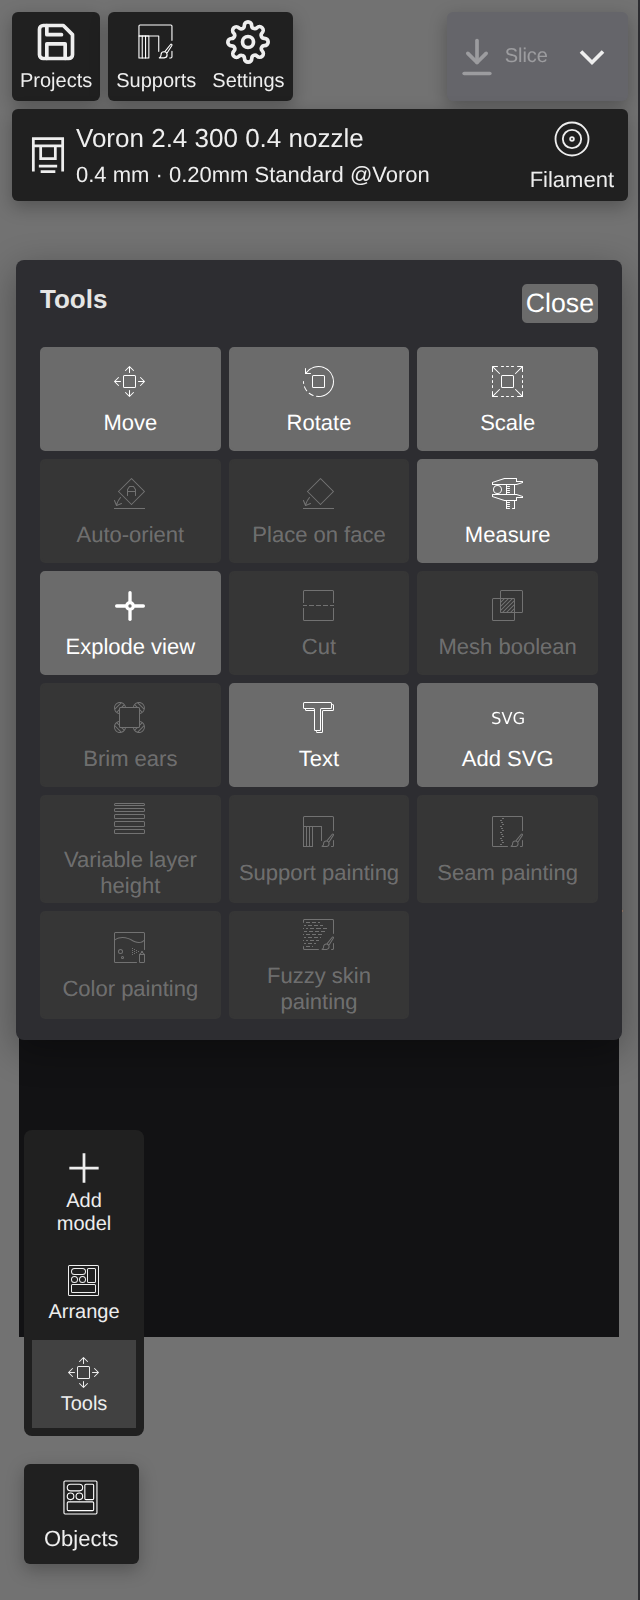 Projects
Supports
Settings
Slice
Voron 2.4 300 0.4 nozzle
0.4 mm · 0.20mm Standard @Voron
Filament
Tools
Close
Move
Rotate
Scale
A
Auto-orient
Place on face
Measure
Explode view
Cut
Mesh boolean
Brim ears
Text
SVG
Add SVG
Variable layer
height
Support painting
Seam painting
Color painting
Fuzzy skin
painting
Add
model
Arrange
Tools
Objects